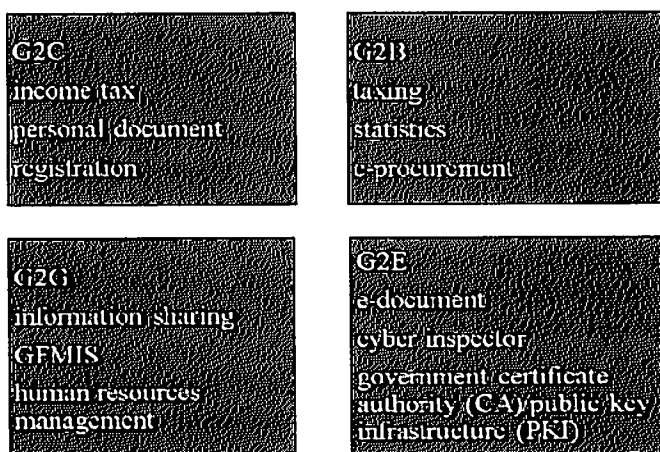 G2C
income tax
personal document
registration
G2B
taxing
statistics
e-procurement
G2G
information sharing
GFMIS
human resources
management
G2E
e-document
cyber inspector
government certificate
authority (CA)/public key
infrastructure (PKI)